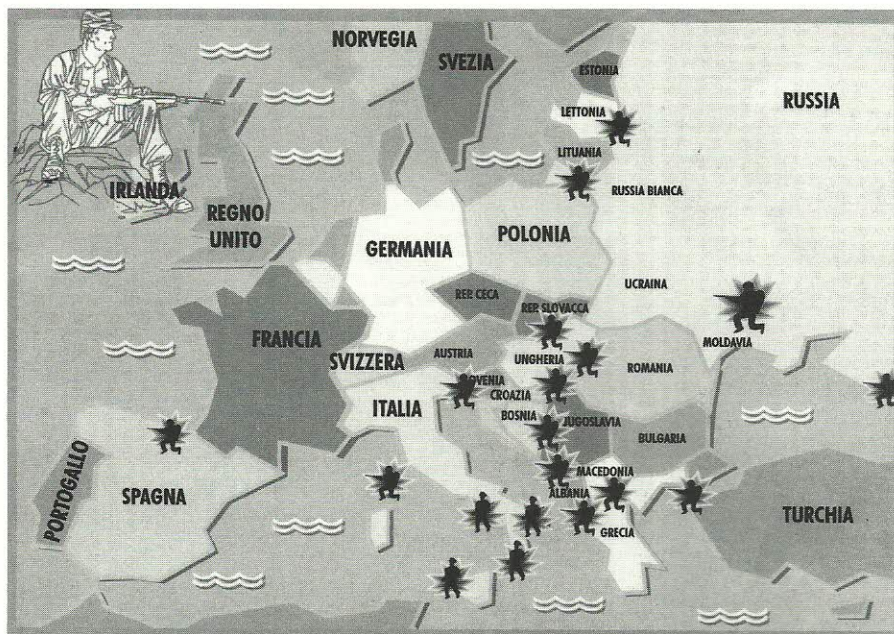 NORVEGIA
SVEZIA
ESTONIA
RUSSIA
LETTONIA
LITUANIA
IRLANDA
RUSSIA BIANCA
REGNO
UNITO
GERMANIA
POLONIA
REP. CECA
UCRAINA
REP. SLOVACCA
FRANCIA
MOLDAVIA
SVIZZERA
AUSTRIA
UNGHERIA
ROMANIA
OVENIA
CROAZIA
ITALIA
BOSNIA
JUGOSLAVIA
BULGARIA
MACEDONIA
PORTOGALLO
SPAGNA
ALBANIA
TURCHIA
GRECIA